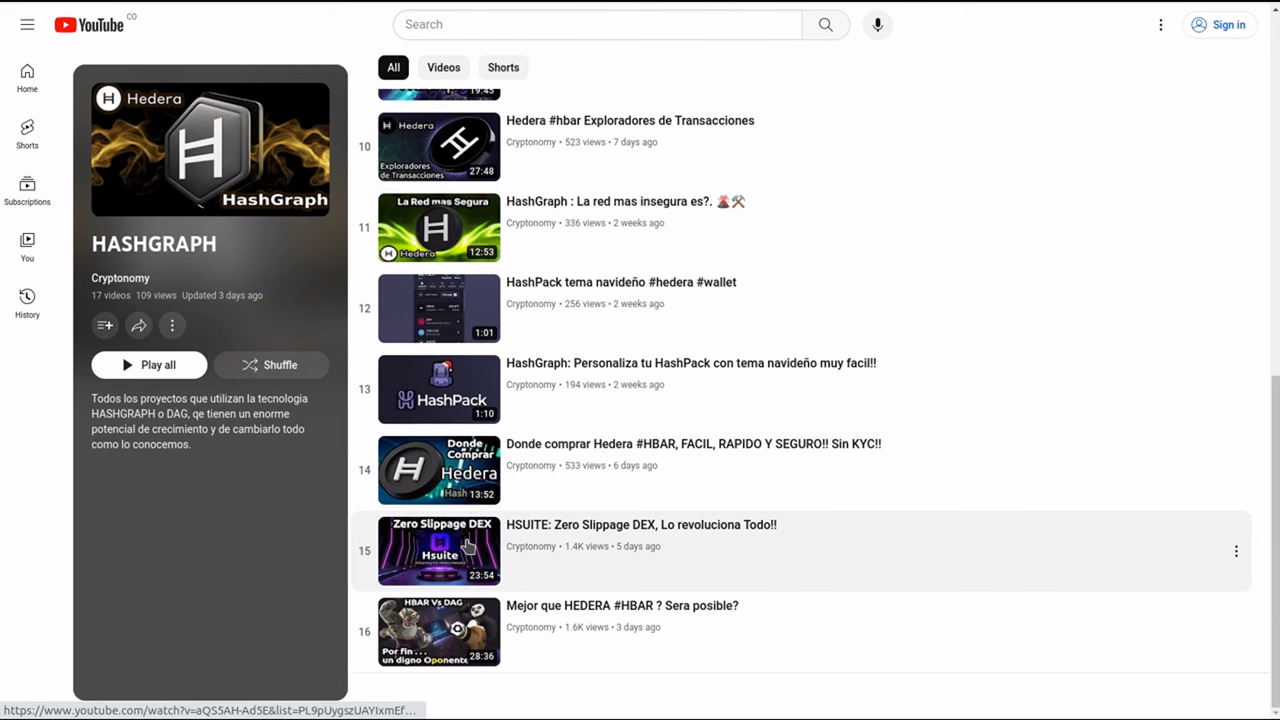 YouTube CO
Search
Sign in
Home
Shorts
Subscriptions
You
History
Hedera
HashGraph
HASHGRAPH
Cryptonomy
17 videos 109 views Updated 3 days ago
Play all
Shuffle
Todos los proyectos que utilizan la tecnologia
HASHGRAPH o DAG, qe tienen un enorme
potencial de crecimiento y de cambiarlo todo
como lo conocemos.
All Videos Shorts
19:45
10
Hedera
Exploradores
de Transacciones
27:48
Hedera #hbar Exploradores de Transacciones
Cryptonomy • 523 views • 7 days ago
11
La Red mas Segura
Hedera
12:53
HashGraph : La red mas insegura es?. 🌋⚒️
Cryptonomy • 336 views • 2 weeks ago
12
1:01
HashPack tema navideño #hedera #wallet
Cryptonomy • 256 views • 2 weeks ago
13
HashPack
1:10
HashGraph: Personaliza tu HashPack con tema navideño muy facil!!
Cryptonomy • 194 views • 2 weeks ago
14
Donde
Comprar
Hedera
Hash
13:52
Donde comprar Hedera #HBAR, FACIL, RAPIDO Y SEGURO!! Sin KYC!!
Cryptonomy • 533 views • 6 days ago
15
Zero Slippage DEX
Hsuite
23:54
HSUITE: Zero Slippage DEX, Lo revoluciona Todo!!
Cryptonomy • 1.4K views • 5 days ago
16
HBAR Vs DAG
Por fin ...
un digno Oponente
28:36
Mejor que HEDERA #HBAR ? Sera posible?
Cryptonomy • 1.6K views • 3 days ago
https://www.youtube.com/watch?v=aQS5AH-Ad5E&list=PL9pUygszUAYIxmEf...